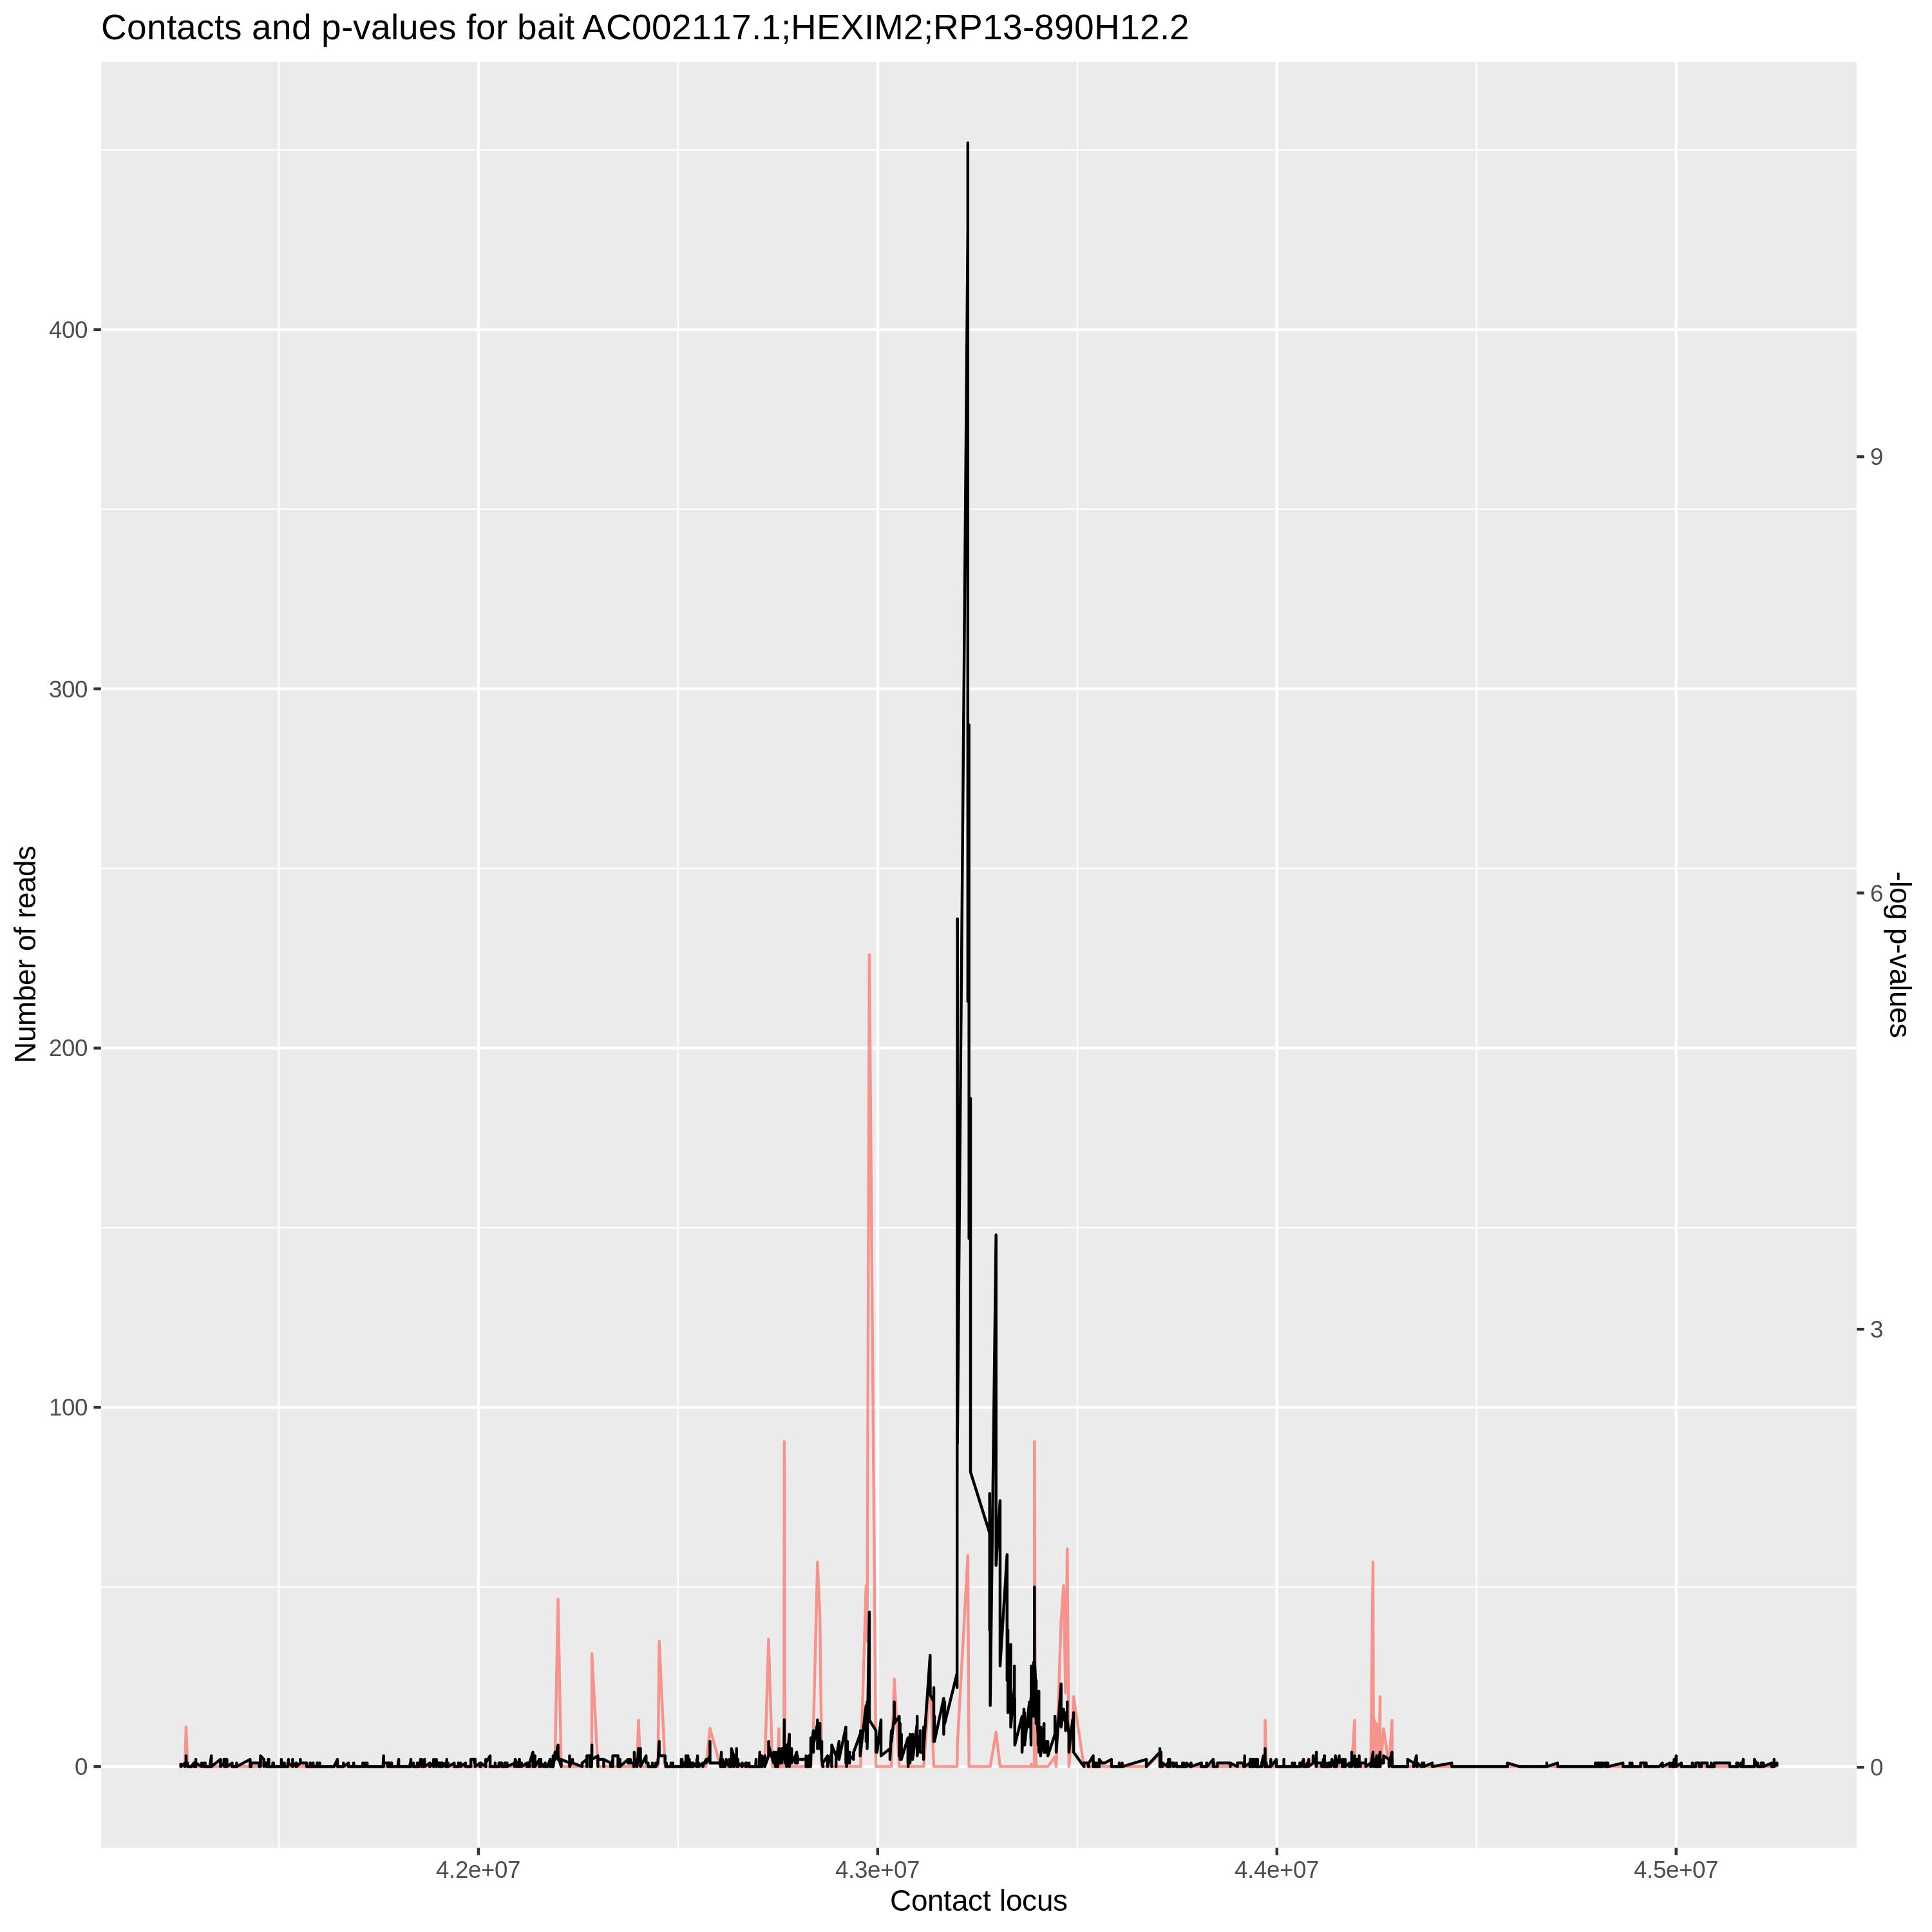 Contacts and p-values for bait AC002117.1;HEXIM2;RP13-890H12.2
400
300
200
100
0
Number of reads
9
6
3
0
-log p-values
4.2e+07 4.3e+07 4.4e+07 4.5e+07
Contact locus